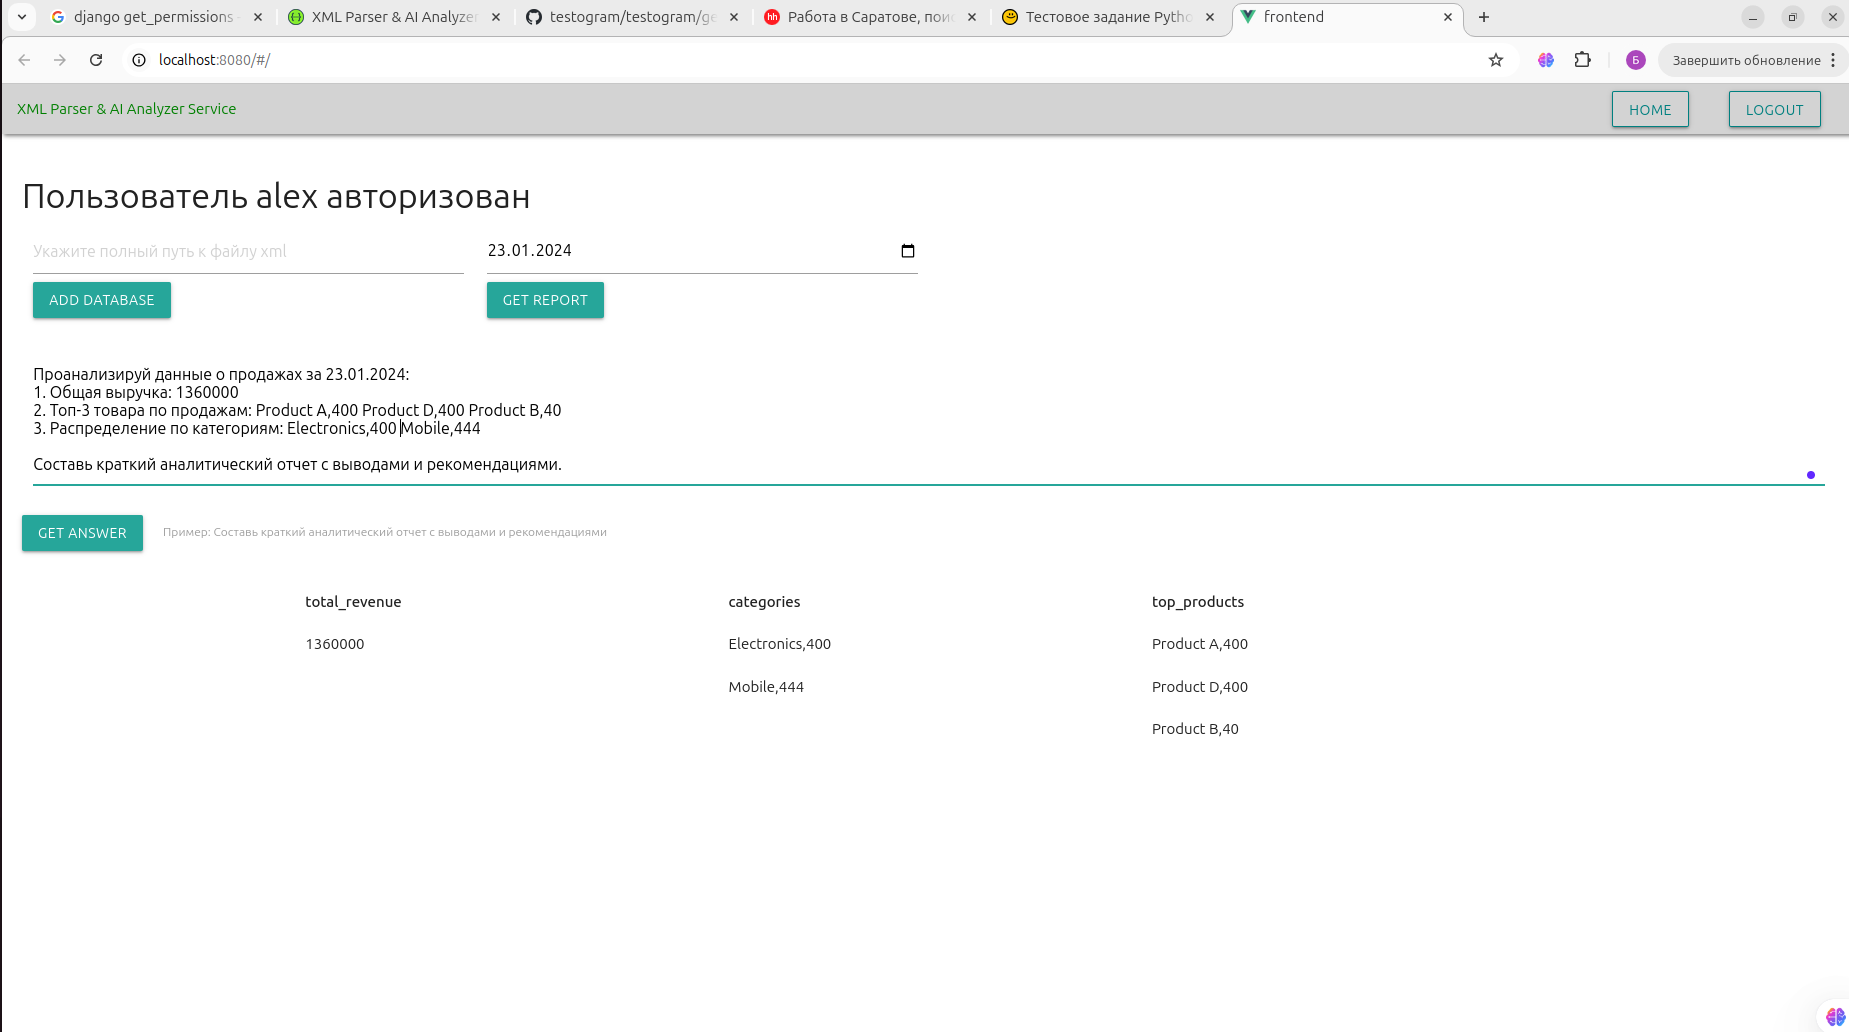 django get_permissions
XML Parser & AI Analyze
testogram/testogram/ge
Работа в Саратове, пои
Тестовое задание Pytho
frontend
localhost:8080/#/
Б
Завершить обновление
XML Parser & AI Analyzer Service
HOME
LOGOUT
Пользователь alex авторизован
Укажите полный путь к файлу xml
23.01.2024
ADD DATABASE
GET REPORT
Проанализируй данные о продажах за 23.01.2024:
1. Общая выручка: 1360000
2. Топ-3 товара по продажам: Product A,400 Product D,400 Product B,40
3. Распределение по категориям: Electronics,400 Mobile,444
Составь краткий аналитический отчет с выводами и рекомендациями.
GET ANSWER
Пример: Составь краткий аналитический отчет с выводами и рекомендациями
total_revenue
categories
top_products
1360000
Electronics,400
Product A,400
Mobile,444
Product D,400
Product B,40